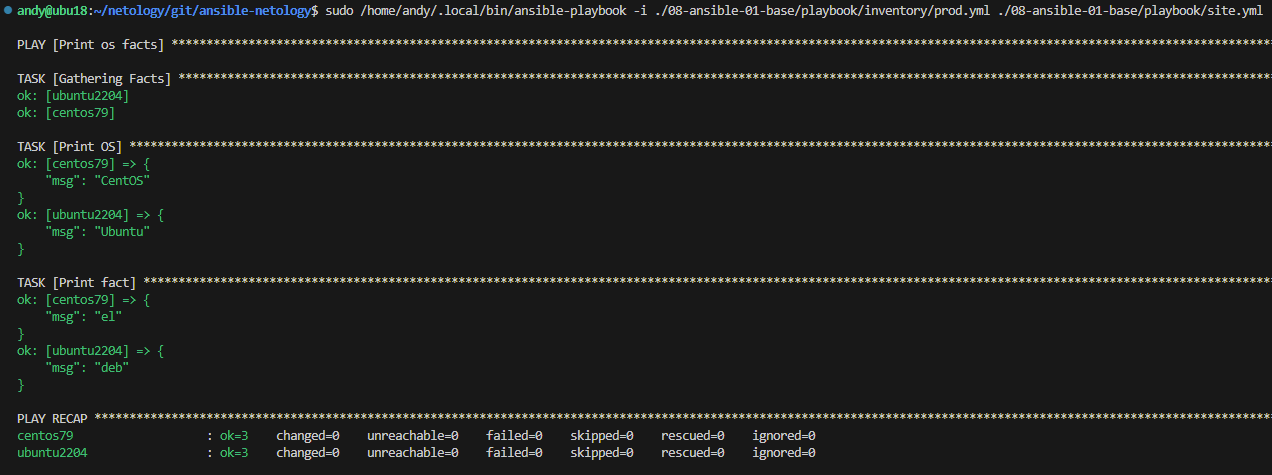 andy@ubu18:~/netology/git/ansible-netology$ sudo /home/andy/.local/bin/ansible-playbook -i ./08-ansible-01-base/playbook/inventory/prod.yml ./08-ansible-01-base/playbook/site.yml
PLAY [Print os facts] ****************************************************************************************************************************************************************
TASK [Gathering Facts] ***************************************************************************************************************************************************************
ok: [ubuntu2204]
ok: [centos79]
TASK [Print OS] **********************************************************************************************************************************************************************
ok: [centos79] => {
    "msg": "CentOS"
}
ok: [ubuntu2204] => {
    "msg": "Ubuntu"
}
TASK [Print fact] ********************************************************************************************************************************************************************
ok: [centos79] => {
    "msg": "el"
}
ok: [ubuntu2204] => {
    "msg": "deb"
}
PLAY RECAP ***************************************************************************************************************************************************************************
centos79                   : ok=3    changed=0    unreachable=0    failed=0    skipped=0    rescued=0    ignored=0
ubuntu2204                 : ok=3    changed=0    unreachable=0    failed=0    skipped=0    rescued=0    ignored=0